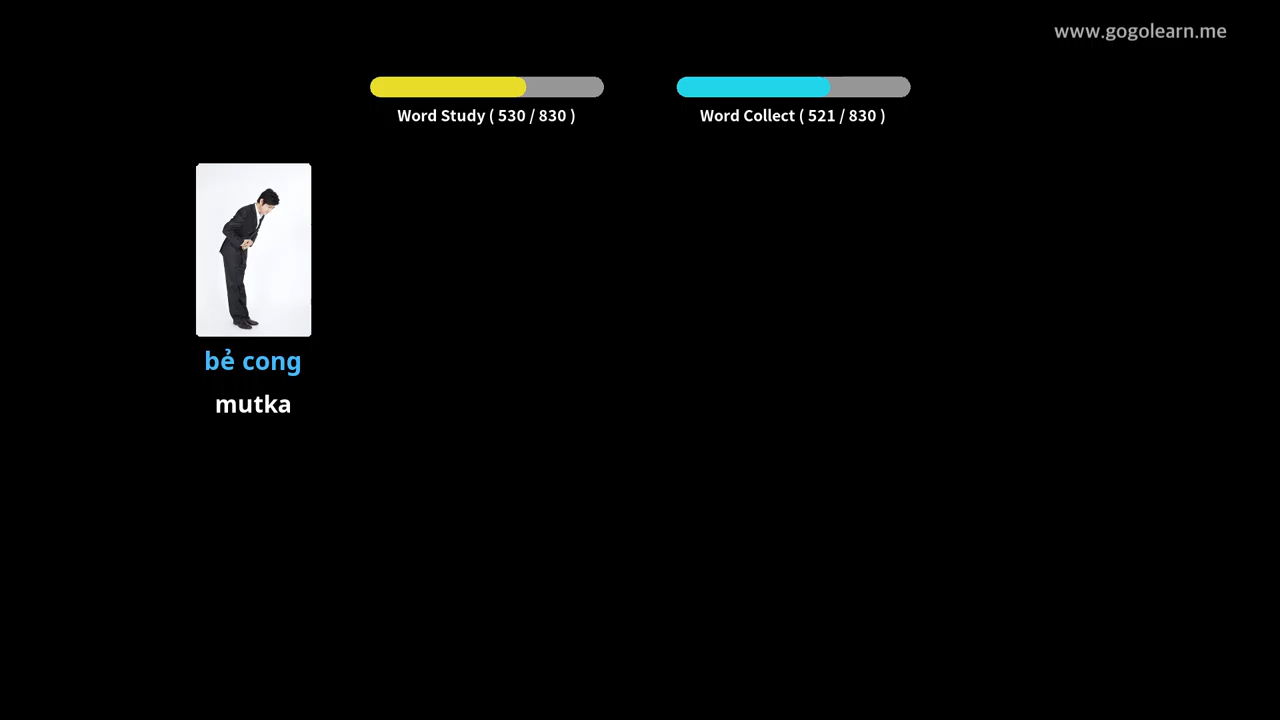 www.gogolearn.me
Word Study ( 530 / 830 )
Word Collect ( 521 / 830 )
bẻ cong
mutka